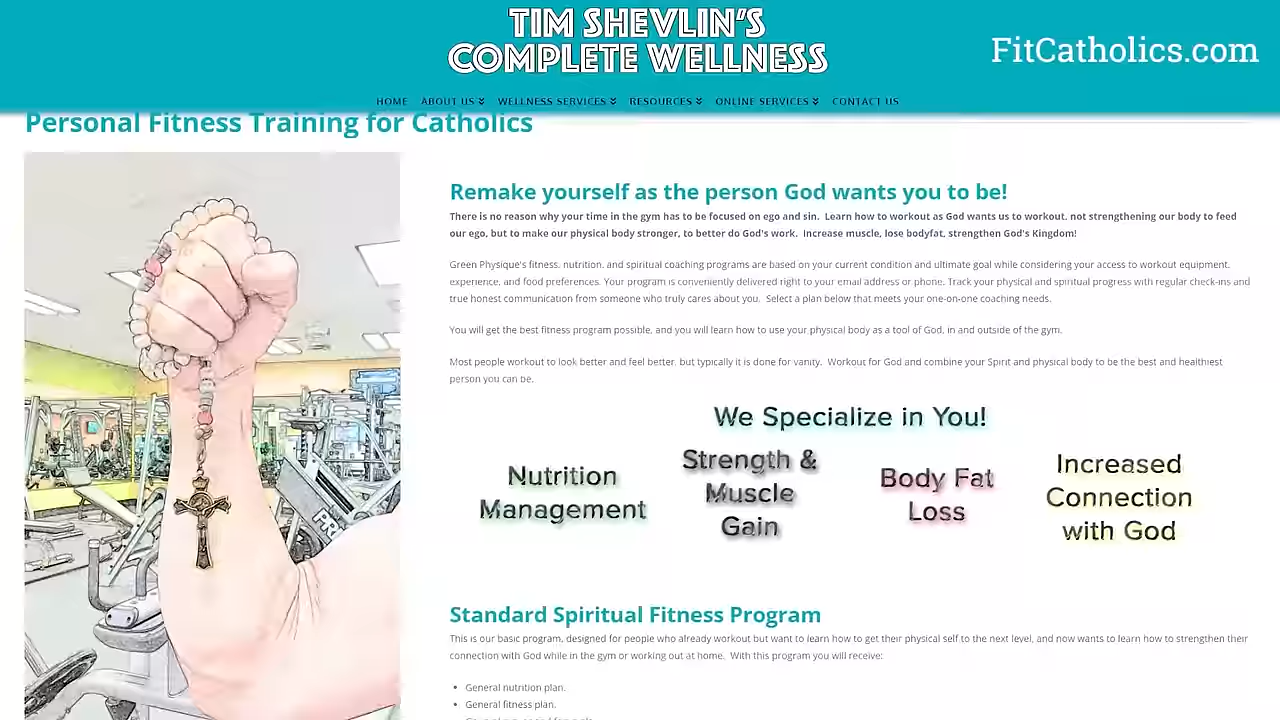 TIM SHEVLIN'S
COMPLETE WELLNESS
FitCatholics.com
HOME ABOUT US WELLNESS SERVICES RESOURCES ONLINE SERVICES CONTACT US
Personal Fitness Training for Catholics
Remake yourself as the person God wants you to be!
There is no reason why your time in the gym has to be focused on ego and sin. Learn how to workout as God wants us to workout, not strengthening our body to feed
our ego, but to make our physical body stronger, to better do God's work. Increase muscle, lose bodyfat, strengthen God's Kingdom!
Green Physique's fitness, nutrition, and spiritual coaching programs are based on your current condition and ultimate goal while considering your access to workout equipment,
experience, and food preferences. Your program is conveniently delivered right to your email address or phone. Track your physical and spiritual progress with regular check-ins and
true honest communication from someone who truly cares about you. Select a plan below that meets your one-on-one coaching needs.
You will get the best fitness program possible, and you will learn how to use your physical body as a tool of God, in and outside of the gym.
Most people workout to look better and feel better, but typically it is done for vanity. Workout for God and combine your Spirit and physical body to be the best and healthiest
person you can be.
We Specialize in You!
Nutrition
Management
Strength &
Muscle
Gain
Body Fat
Loss
Increased
Connection
with God
Standard Spiritual Fitness Program
This is our basic program, designed for people who already workout but want to learn how to get their physical self to the next level, and now wants to learn how to strengthen their
connection with God while in the gym or working out at home. With this program you will receive:
• General nutrition plan.
• General fitness plan.